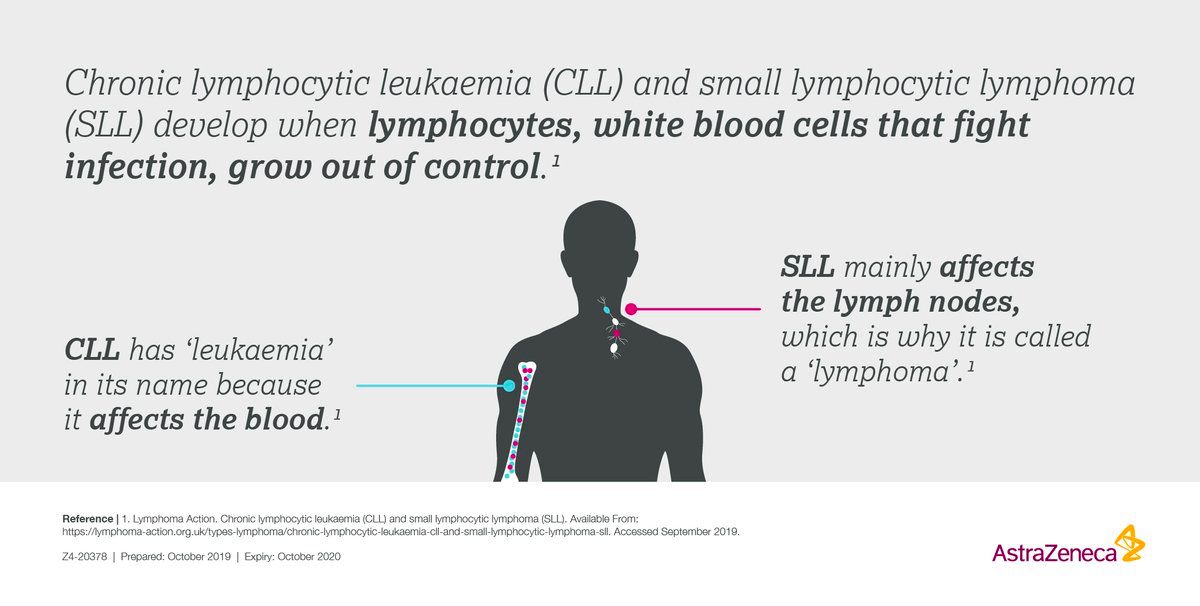 Chronic lymphocytic leukaemia (CLL) and small lymphocytic lymphoma
(SLL) develop when lymphocytes, white blood cells that fight
infection, grow out of control.¹
SLL mainly affects
the lymph nodes,
which is why it is called
a ‘lymphoma’.¹
CLL has ‘leukaemia’
in its name because
it affects the blood.¹
Reference | 1. Lymphoma Action. Chronic lymphocytic leukaemia (CLL) and small lymphocytic lymphoma (SLL). Available From:
https://lymphoma-action.org.uk/types-lymphoma/chronic-lymphocytic-leukaemia-cll-and-small-lymphocytic-lymphoma-sll. Accessed September 2019.
Z4-20378 | Prepared: October 2019 | Expiry: October 2020
AstraZeneca